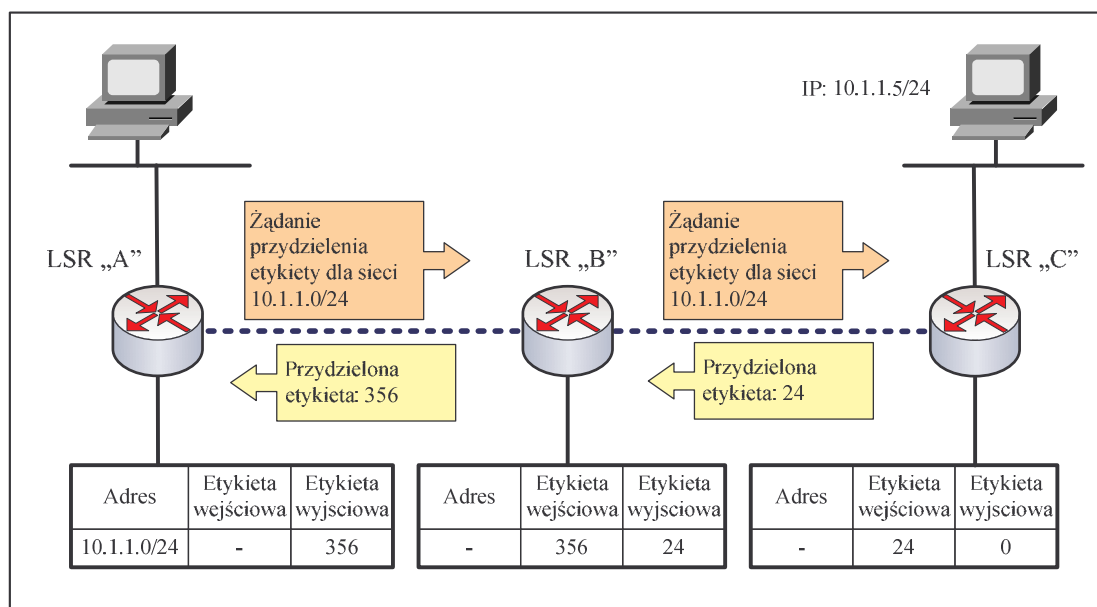 IP: 10.1.1.5/24
LSR „A”
Żądanie
przydzielenia
etykiety dla sieci
10.1.1.0/24
LSR „B”
Żądanie
przydzielenia
etykiety dla sieci
10.1.1.0/24
LSR „C”
Przydzielona
etykieta: 356
Przydzielona
etykieta: 24
Adres
Etykieta
wejściowa
Etykieta
wyjsciowa
10.1.1.0/24
-
356
Adres
Etykieta
wejściowa
Etykieta
wyjsciowa
-
356
24
Adres
Etykieta
wejściowa
Etykieta
wyjsciowa
-
24
0